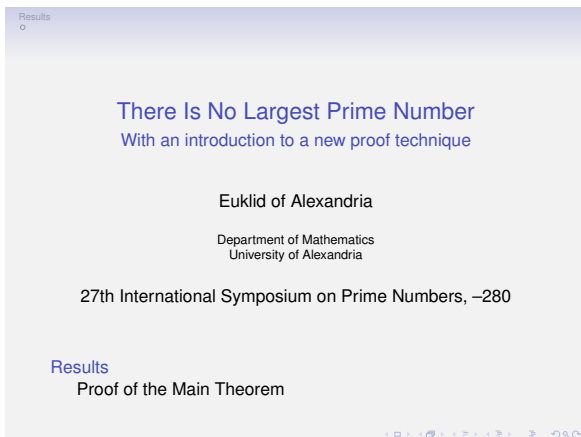 Results
There Is No Largest Prime Number
With an introduction to a new proof technique
Euklid of Alexandria
Department of Mathematics
University of Alexandria
27th International Symposium on Prime Numbers, –280
Results
Proof of the Main Theorem